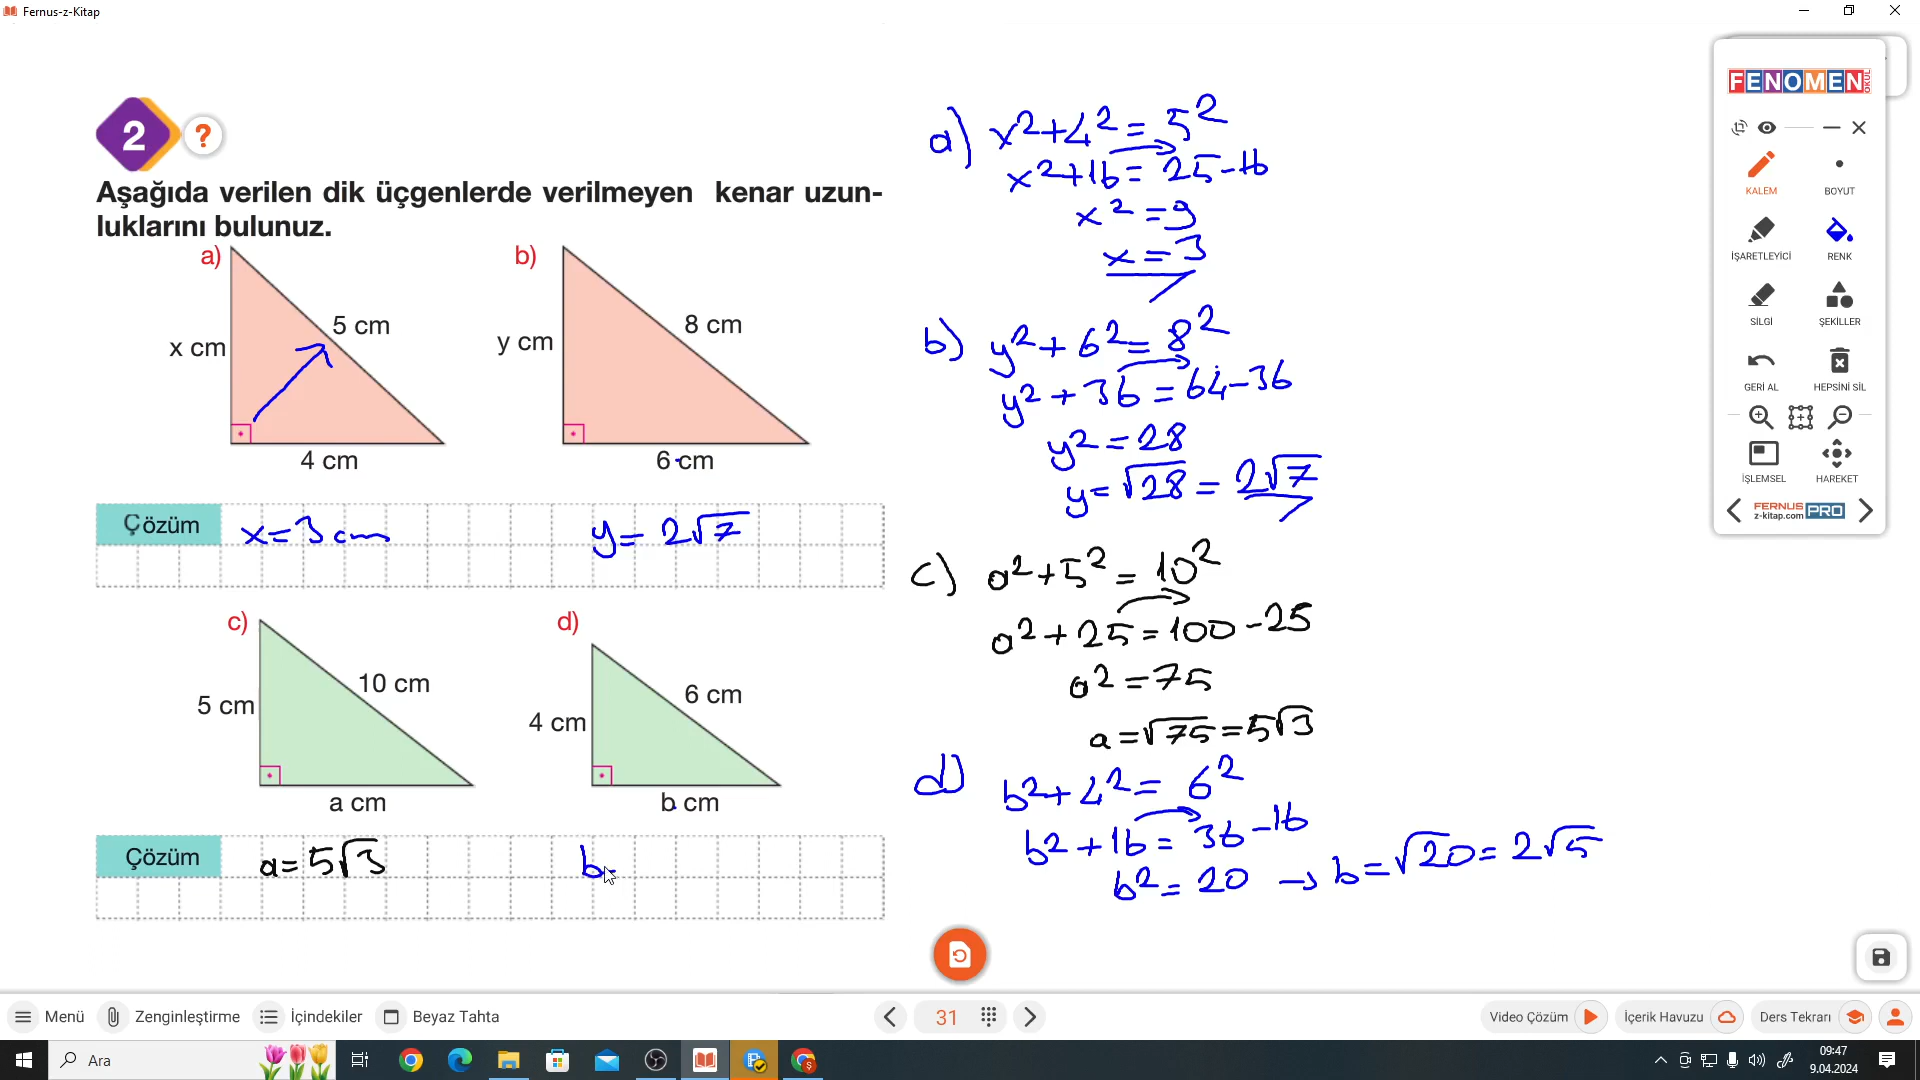 Fernus-z-Kitap
2 ?
Aşağıda verilen dik üçgenlerde verilmeyen kenar uzun-
luklarını bulunuz.
a)
x cm
5 cm
4 cm
b)
y cm
8 cm
6 cm
Çözüm
x=3 cm
y= 2√7
c)
5 cm
10 cm
a cm
d)
4 cm
6 cm
b cm
Çözüm
a=5√3
b=
a) x²+4²=5²
x²+16=25-16
x²=9
x=3
b) y²+6²=8²
y²+36=64-36
y²=28
y=√28=2√7
c) a²+5²=10²
a²+25=100-25
a²=75
a=√75=5√3
d) b²+4²=6²
b²+16=36-16
b²=20 → b=√20=2√5
FENOMEN OKUL
KALEM
BOYUT
İŞARETLEYİCİ
RENK
SİLGİ
ŞEKİLLER
GERİ AL
HEPSİNİ SİL
İŞLEMSEL
HAREKET
FERNUS
z-kitap.com PRO
Menü
Zenginleştirme
İçindekiler
Beyaz Tahta
31
Video Çözüm
İçerik Havuzu
Ders Tekrarı
Ara
09:47
9.04.2024